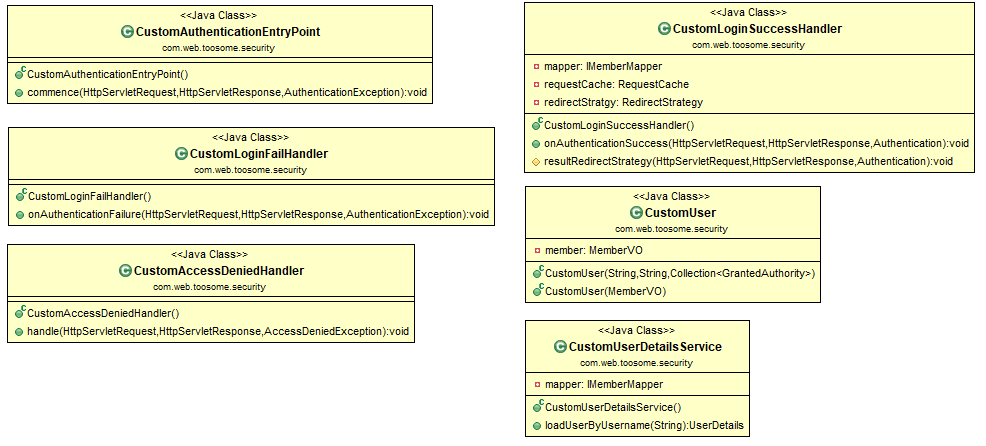 <<Java Class>>
CustomAuthenticationEntryPoint
com.web.toosome.security
CustomAuthenticationEntryPoint()
commence(HttpServletRequest,HttpServletResponse,AuthenticationException):void
<<Java Class>>
CustomLoginFailHandler
com.web.toosome.security
CustomLoginFailHandler()
onAuthenticationFailure(HttpServletRequest,HttpServletResponse,AuthenticationException):void
<<Java Class>>
CustomAccessDeniedHandler
com.web.toosome.security
CustomAccessDeniedHandler()
handle(HttpServletRequest,HttpServletResponse,AccessDeniedException):void
<<Java Class>>
CustomLoginSuccessHandler
com.web.toosome.security
mapper: IMemberMapper
requestCache: RequestCache
redirectStratgy: RedirectStrategy
CustomLoginSuccessHandler()
onAuthenticationSuccess(HttpServletRequest,HttpServletResponse,Authentication):void
resultRedirectStrategy(HttpServletRequest,HttpServletResponse,Authentication):void
<<Java Class>>
CustomUser
com.web.toosome.security
member: MemberVO
CustomUser(String,String,Collection<GrantedAuthority>)
CustomUser(MemberVO)
<<Java Class>>
CustomUserDetailsService
com.web.toosome.security
mapper: IMemberMapper
CustomUserDetailsService()
loadUserByUsername(String):UserDetails